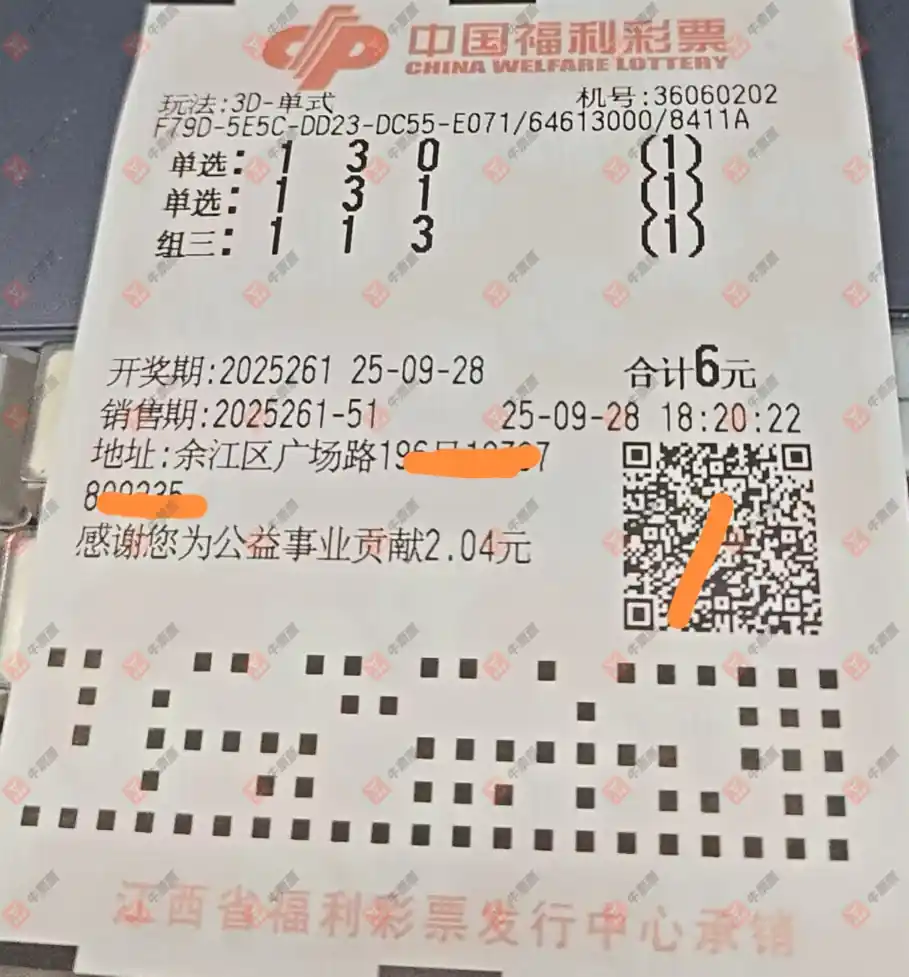 中国福利彩票
CHINA WELFARE LOTTERY
玩法:3D-单式 机号:36060202
F79D-5E5C-DD23-DC55-E071/64613000/8411A
单选: 1 3 0 (1)
单选: 1 3 1 (1)
组三: 1 1 3 (1)
开奖期:2025261 25-09-28 合计6元
销售期:2025261-51 25-09-28 18:20:22
地址:余江区广场路19 7
8
感谢您为公益事业贡献2.04元
江西省福利彩票发行中心承销